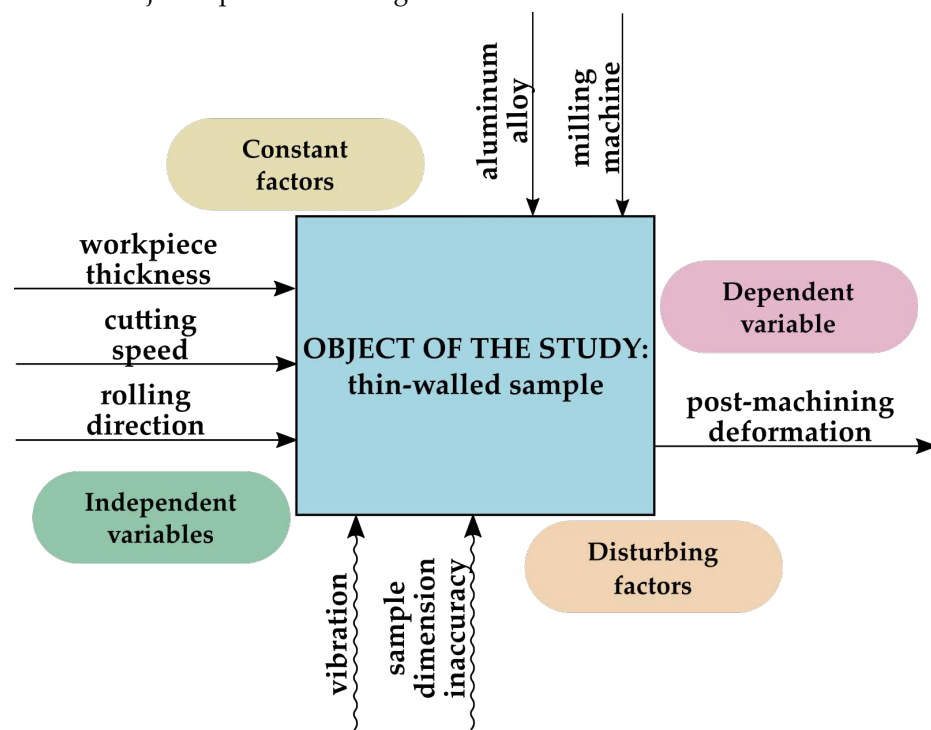 aluminum
alloy
milling
machine
Constant
factors
workpiece
thickness
cutting
speed
rolling
direction
OBJECT OF THE STUDY:
thin-walled sample
Dependent
variable
post-machining
deformation
Independent
variables
Disturbing
factors
vibration
sample
dimension
inaccuracy